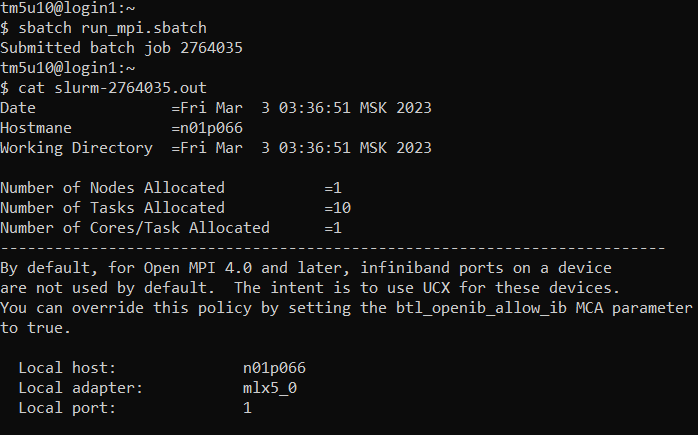 tm5u10@login1:~
$ sbatch run_mpi.sbatch
Submitted batch job 2764035
tm5u10@login1:~
$ cat slurm-2764035.out
Date               =Fri Mar  3 03:36:51 MSK 2023
Hostmane           =n01p066
Working Directory  =Fri Mar  3 03:36:51 MSK 2023

Number of Nodes Allocated           =1
Number of Tasks Allocated           =10
Number of Cores/Task Allocated      =1
--------------------------------------------------------------------------
By default, for Open MPI 4.0 and later, infiniband ports on a device
are not used by default.  The intent is to use UCX for these devices.
You can override this policy by setting the btl_openib_allow_ib MCA parameter
to true.

  Local host:              n01p066
  Local adapter:           mlx5_0
  Local port:              1